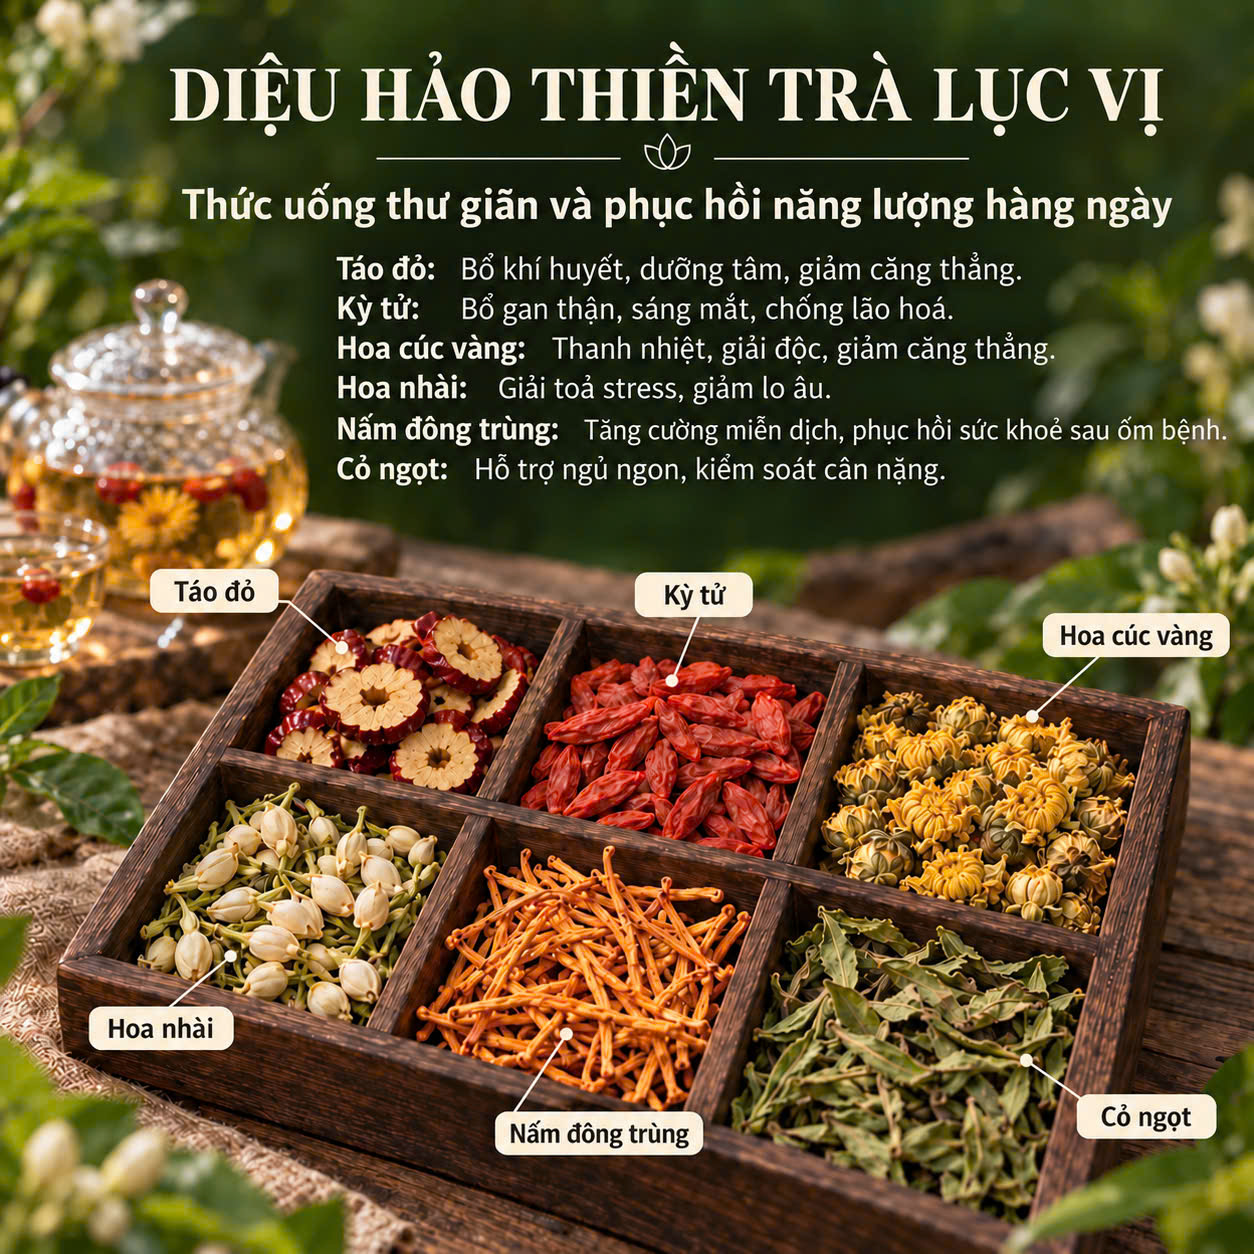 DIỆU HẢO THIỀN TRÀ LỤC VỊ
Thức uống thư giãn và phục hồi năng lượng hàng ngày
Táo đỏ: Bổ khí huyết, dưỡng tâm, giảm căng thẳng.
Kỳ tử: Bổ gan thận, sáng mắt, chống lão hoá.
Hoa cúc vàng: Thanh nhiệt, giải độc, giảm căng thẳng.
Hoa nhài: Giải toả stress, giảm lo âu.
Nấm đông trùng: Tăng cường miễn dịch, phục hồi sức khoẻ sau ốm bệnh.
Cỏ ngọt: Hỗ trợ ngủ ngon, kiểm soát cân nặng.
Táo đỏ
Kỳ tử
Hoa cúc vàng
Hoa nhài
Nấm đông trùng
Cỏ ngọt